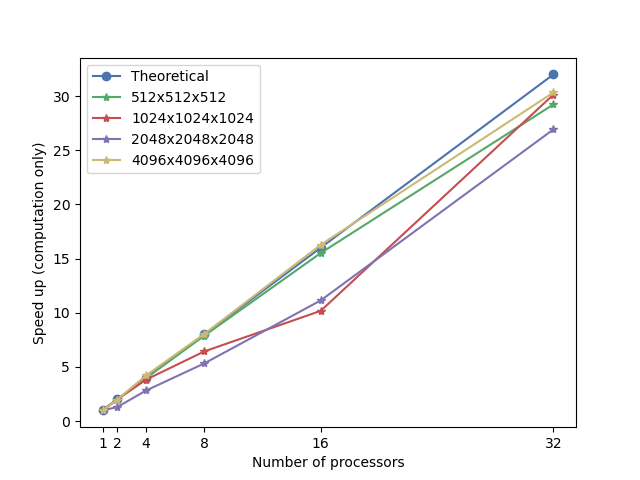 Theoretical
512x512x512
1024x1024x1024
2048x2048x2048
4096x4096x4096
30
25
20
15
10
5
0
Speed up (computation only)
1 2 4 8 16 32
Number of processors